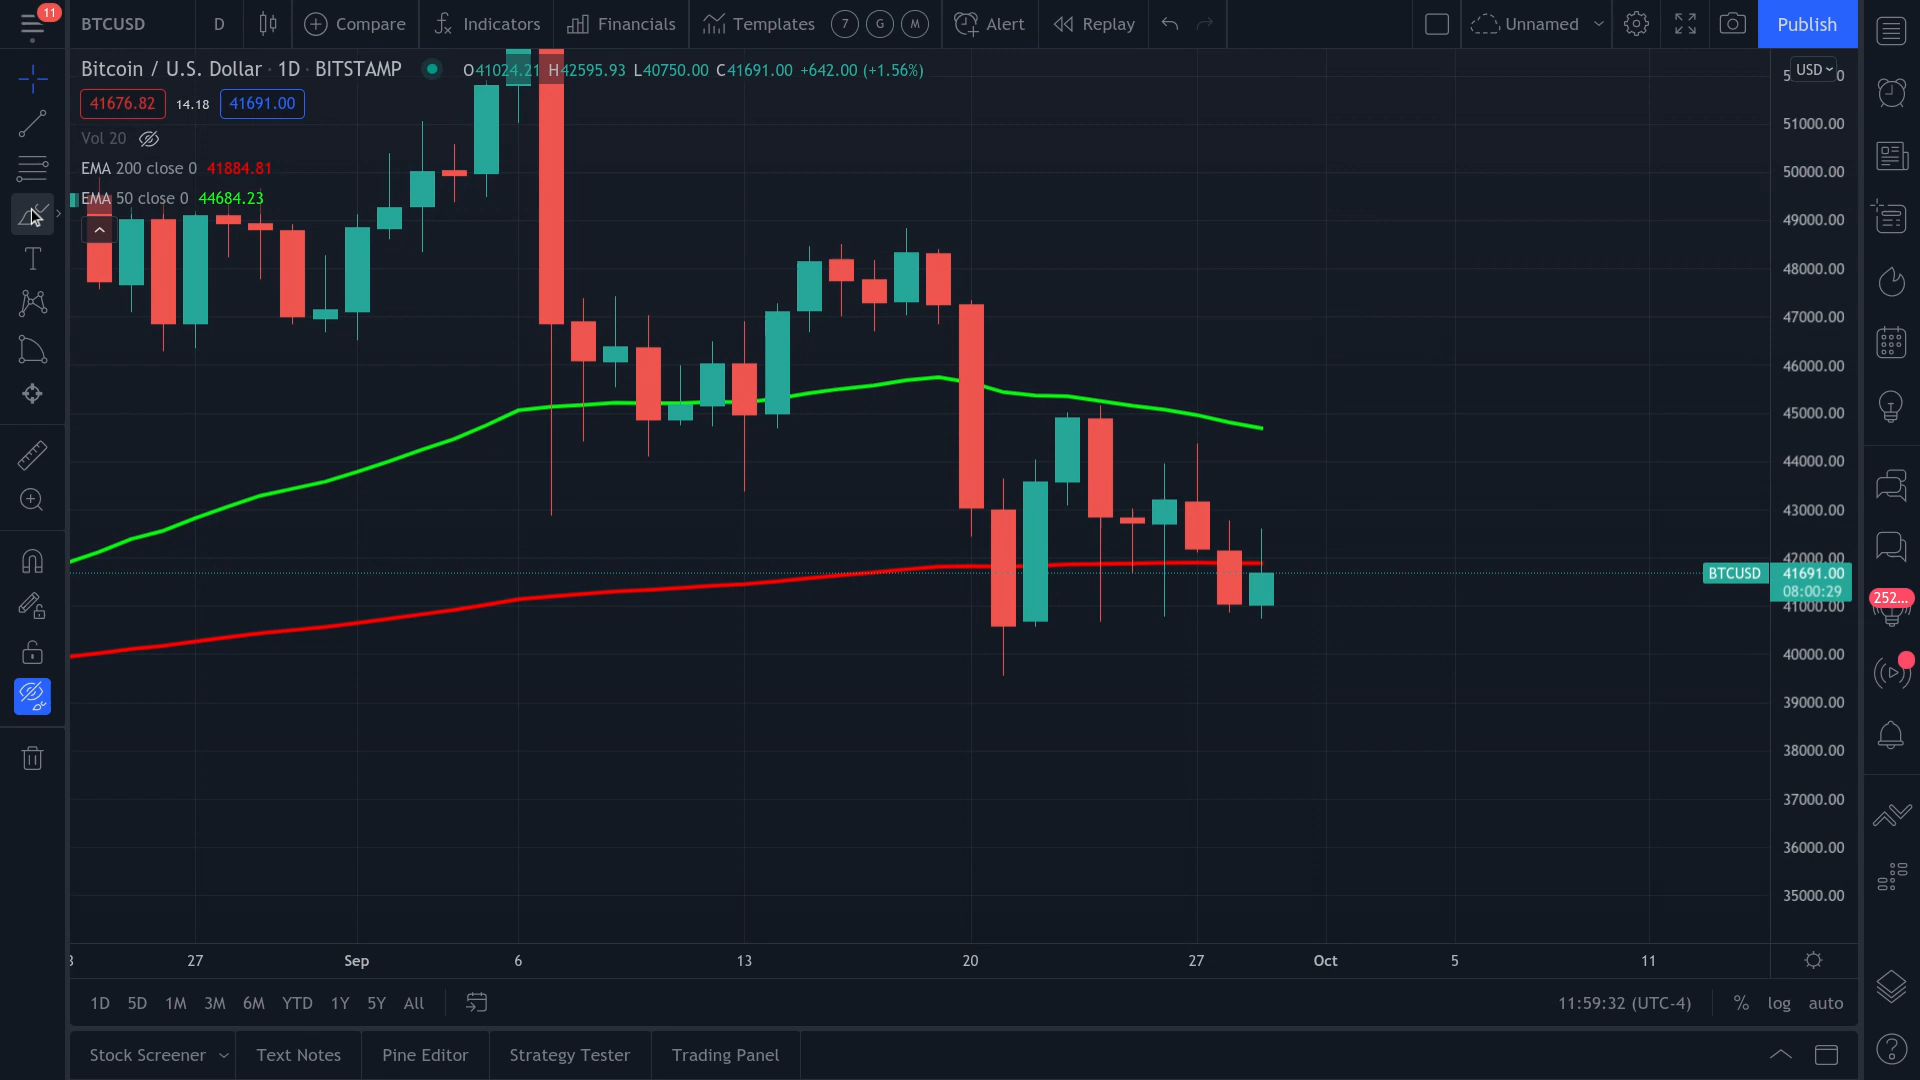 11
BTCUSD D Compare Indicators Financials Templates 7 G M Alert Replay Unnamed Publish
Bitcoin / U.S. Dollar · 1D · BITSTAMP O41024.21 H42595.93 L40750.00 C41691.00 +642.00 (+1.56%)
USD
41676.82 14.18 41691.00
Vol 20
EMA 200 close 0 41884.81
EMA 50 close 0 44684.23
51000.00
50000.00
49000.00
48000.00
47000.00
46000.00
45000.00
44000.00
43000.00
42000.00
BTCUSD 41691.00
08:00:29
41000.00
252...
40000.00
39000.00
38000.00
37000.00
36000.00
35000.00
27 Sep 6 13 20 27 Oct 5 11
1D 5D 1M 3M 6M YTD 1Y 5Y All 11:59:32 (UTC-4) % log auto
Stock Screener Text Notes Pine Editor Strategy Tester Trading Panel